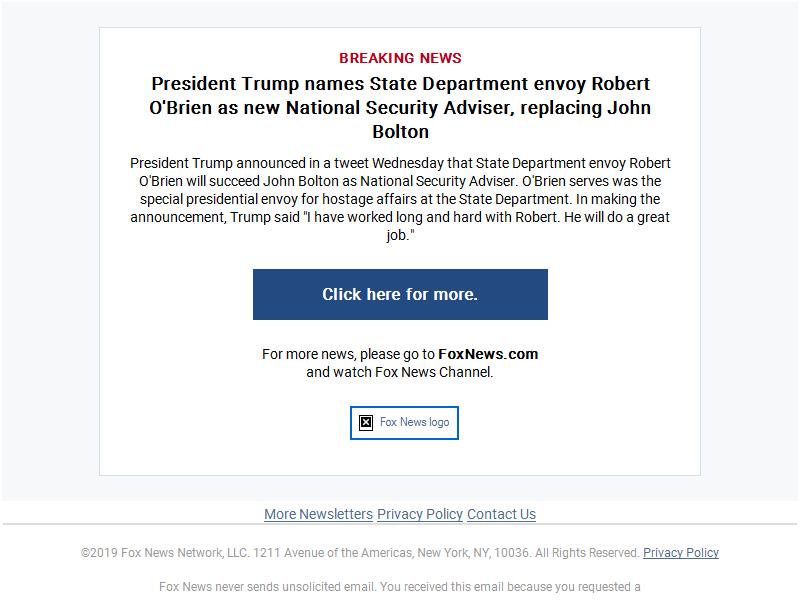 BREAKING NEWS
President Trump names State Department envoy Robert
O'Brien as new National Security Adviser, replacing John
Bolton
President Trump announced in a tweet Wednesday that State Department envoy Robert
O'Brien will succeed John Bolton as National Security Adviser. O'Brien serves was the
special presidential envoy for hostage affairs at the State Department. In making the
announcement, Trump said "I have worked long and hard with Robert. He will do a great
job."
Click here for more.
For more news, please go to FoxNews.com
and watch Fox News Channel.
Fox News logo
More Newsletters Privacy Policy Contact Us
©2019 Fox News Network, LLC. 1211 Avenue of the Americas, New York, NY, 10036. All Rights Reserved. Privacy Policy
Fox News never sends unsolicited email. You received this email because you requested a